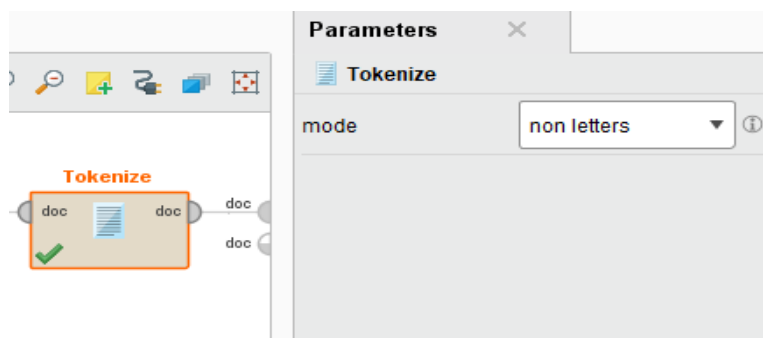 Parameters
Tokenize
mode
non letters
Tokenize
doc
doc
doc
doc